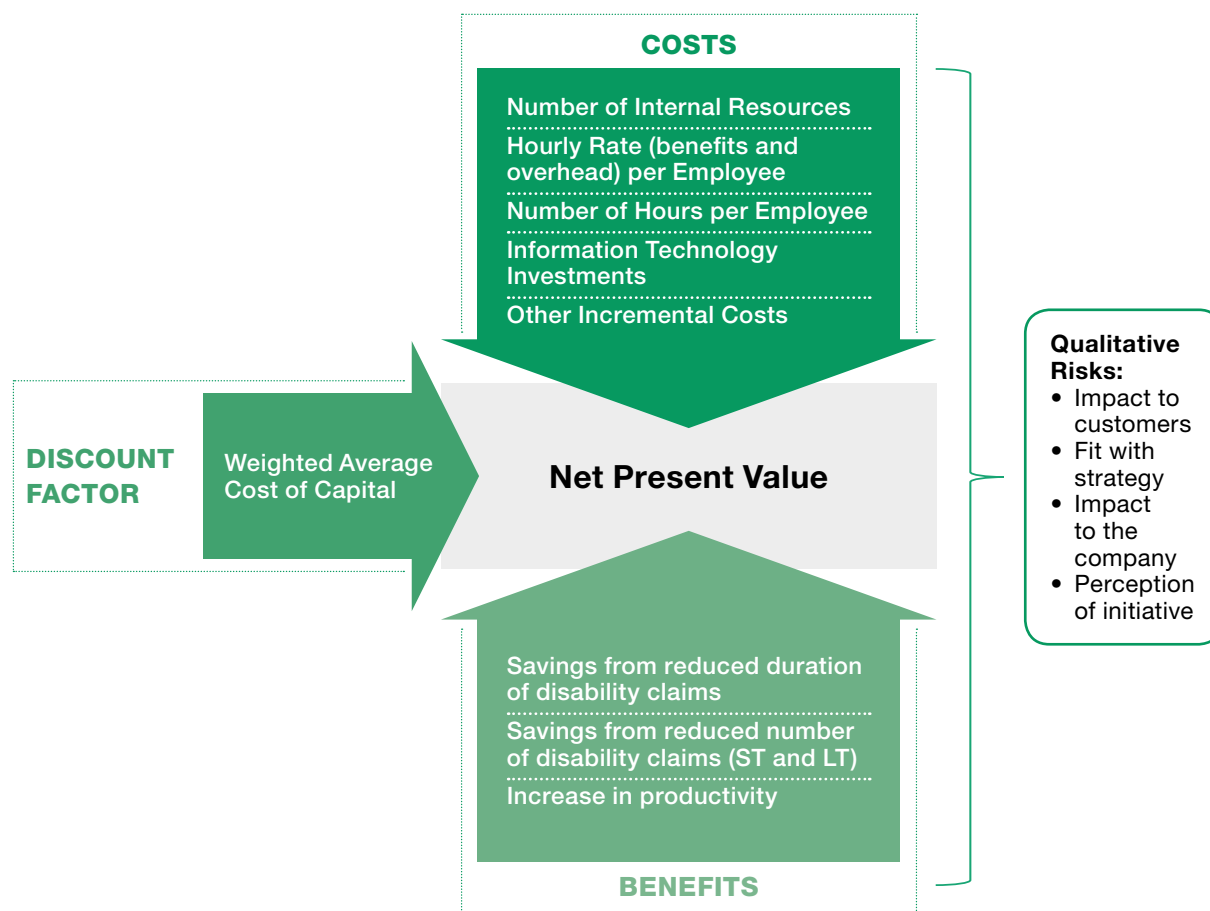 COSTS
Number of Internal Resources
Hourly Rate (benefits and
overhead) per Employee
Number of Hours per Employee
Information Technology
Investments
Other Incremental Costs
DISCOUNT
FACTOR
Weighted Average
Cost of Capital
Net Present Value
Savings from reduced duration
of disability claims
Savings from reduced number
of disability claims (ST and LT)
Increase in productivity
BENEFITS
Qualitative
Risks:
• Impact to
customers
• Fit with
strategy
• Impact
to the
company
• Perception
of initiative